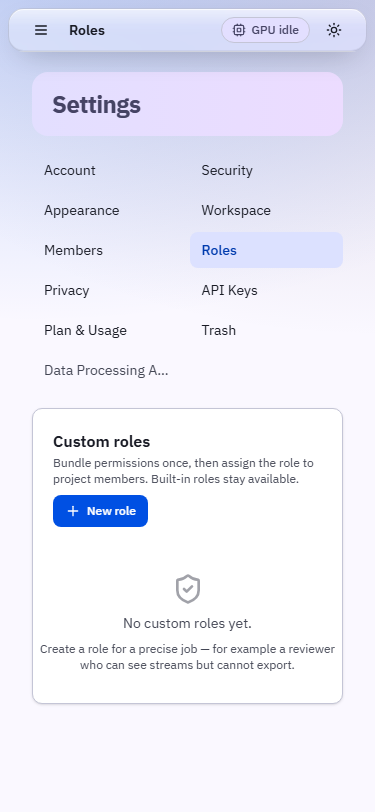 Roles
GPU idle
Settings
Account
Security
Appearance
Workspace
Members
Roles
Privacy
API Keys
Plan & Usage
Trash
Data Processing A...
Custom roles
Bundle permissions once, then assign the role to
project members. Built-in roles stay available.
New role
No custom roles yet.
Create a role for a precise job — for example a reviewer
who can see streams but cannot export.